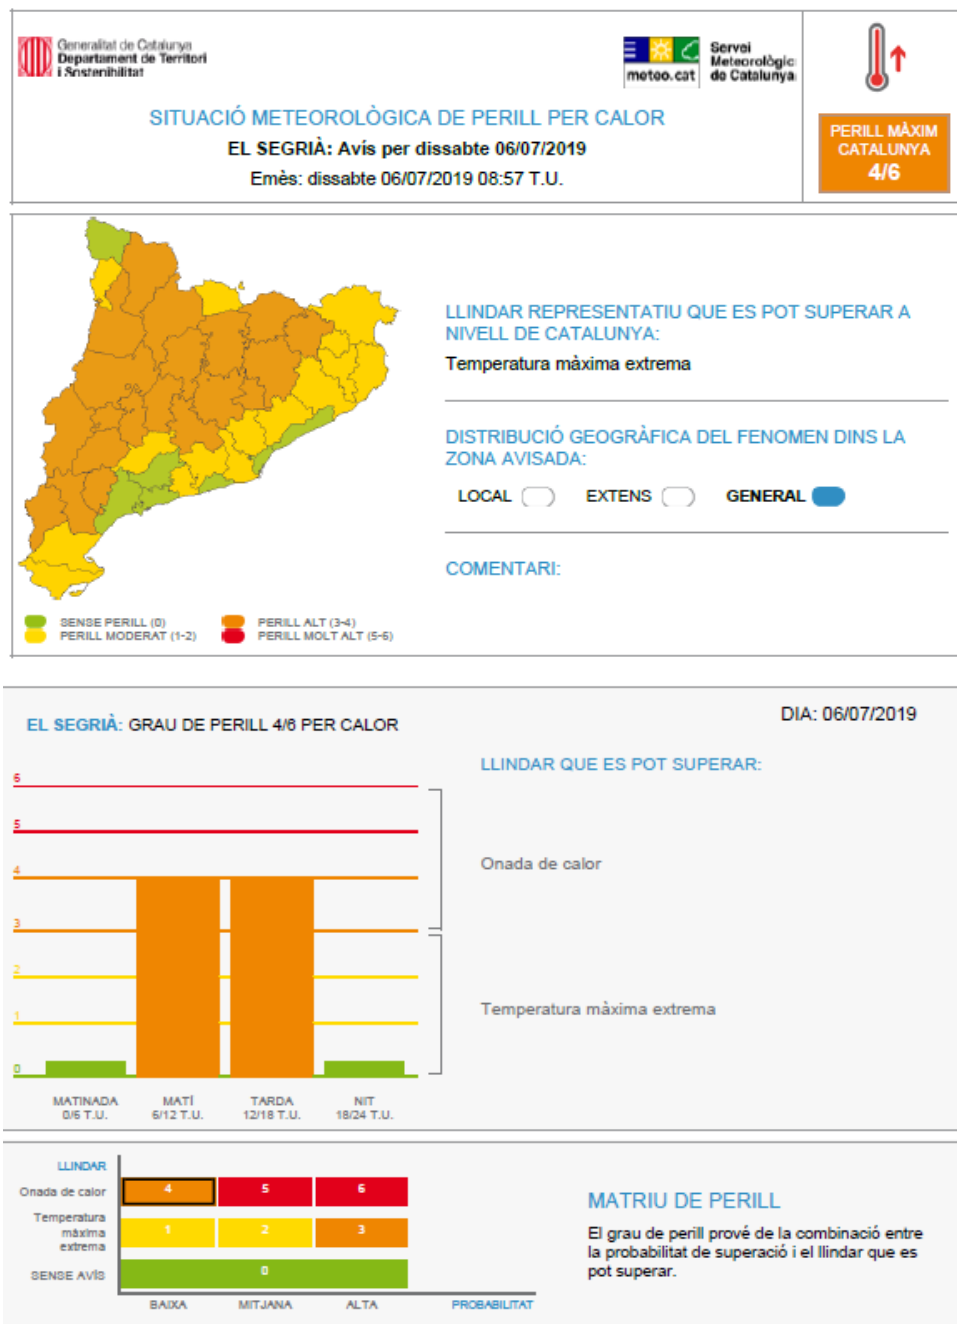 Generalitat de Catalunya
Departament de Territori
i Sostenibilitat
meteo.cat
Servei
Meteorològic
de Catalunya
SITUACIÓ METEOROLÒGICA DE PERILL PER CALOR
EL SEGRIÀ: Avís per dissabte 06/07/2019
Emès: dissabte 06/07/2019 08:57 T.U.
PERILL MÀXIM
CATALUNYA
4/6
LLINDAR REPRESENTATIU QUE ES POT SUPERAR A
NIVELL DE CATALUNYA:
Temperatura màxima extrema
DISTRIBUCIÓ GEOGRÀFICA DEL FENOMEN DINS LA
ZONA AVISADA:
LOCAL EXTENS GENERAL
COMENTARI:
SENSE PERILL (0) PERILL ALT (3-4)
PERILL MODERAT (1-2) PERILL MOLT ALT (5-6)
EL SEGRIÀ: GRAU DE PERILL 4/6 PER CALOR
DIA: 06/07/2019
LLINDAR QUE ES POT SUPERAR:
6
5
4
Onada de calor
3
2
1
Temperatura màxima extrema
0
MATINADA MATÍ TARDA NIT
0/6 T.U. 6/12 T.U. 12/18 T.U. 18/24 T.U.
LLINDAR
Onada de calor 4 5 6
Temperatura
màxima 1 2 3
extrema
SENSE AVÍS 0
BAIXA MITJANA ALTA PROBABILITAT
MATRIU DE PERILL
El grau de perill prové de la combinació entre
la probabilitat de superació i el llindar que es
pot superar.